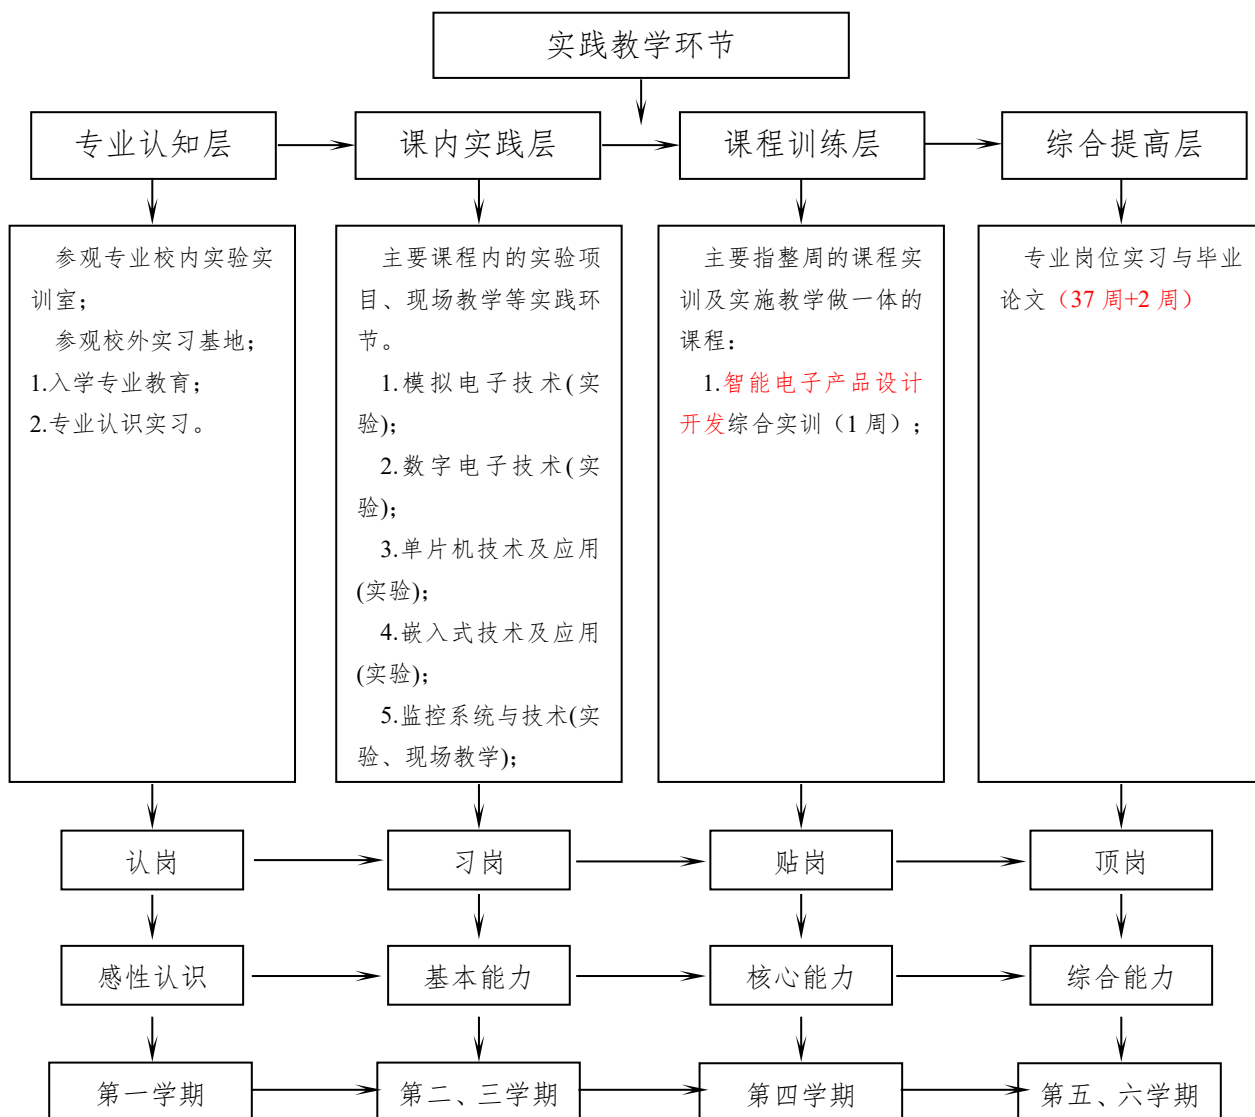 实践教学环节
专业认知层
课内实践层
课程训练层
综合提高层
参观专业校内实验实
训室；
参观校外实习基地；
1.入学专业教育；
2.专业认识实习。
主要课程内的实验项
目、现场教学等实践环
节。
1.模拟电子技术(实
验)；
2.数字电子技术(实
验)；
3.单片机技术及应用
(实验)；
4.嵌入式技术及应用
(实验)；
5.监控系统与技术(实
验、现场教学)；
主要指整周的课程实
训及实施教学做一体的
课程：
1.智能电子产品设计
开发综合实训（1 周）；
专业岗位实习与毕业
论文（37 周+2 周）
认岗
习岗
贴岗
顶岗
感性认识
基本能力
核心能力
综合能力
第一学期
第二、三学期
第四学期
第五、六学期